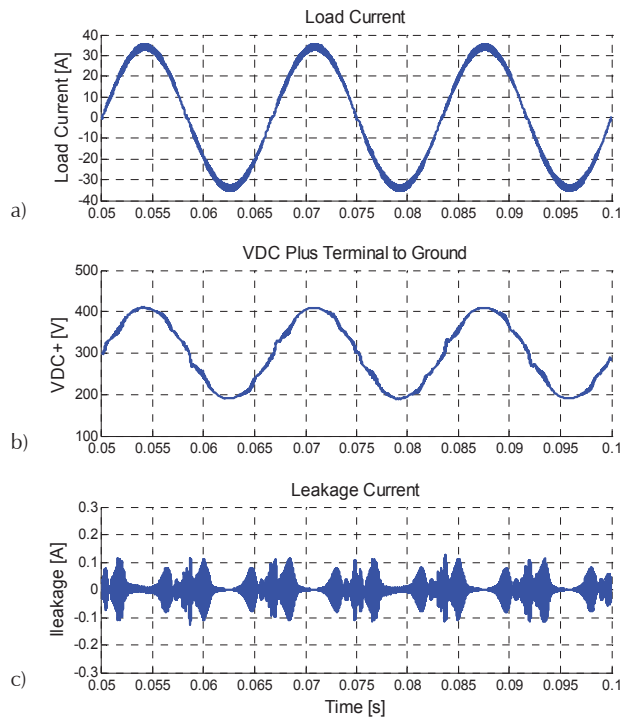 Load Current
40
30
20
10
0
-10
-20
-30
40
Load Current [A]
a)
0.05 0.055 0.06 0.065 0.07 0.075 0.08 0.085 0.09 0.095 0.1
VDC Plus Terminal to Ground
500
400
300
200
100
VDC+ [V]
b)
0.05 0.055 0.06 0.065 0.07 0.075 0.08 0.085 0.09 0.095 0.1
Leakage Current
0.3
0.2
0.1
0
-0.1
-0.2
-0.3
Ileakage [A]
c)
0.05 0.055 0.06 0.065 0.07 0.075 0.08 0.085 0.09 0.095 0.1
Time [s]